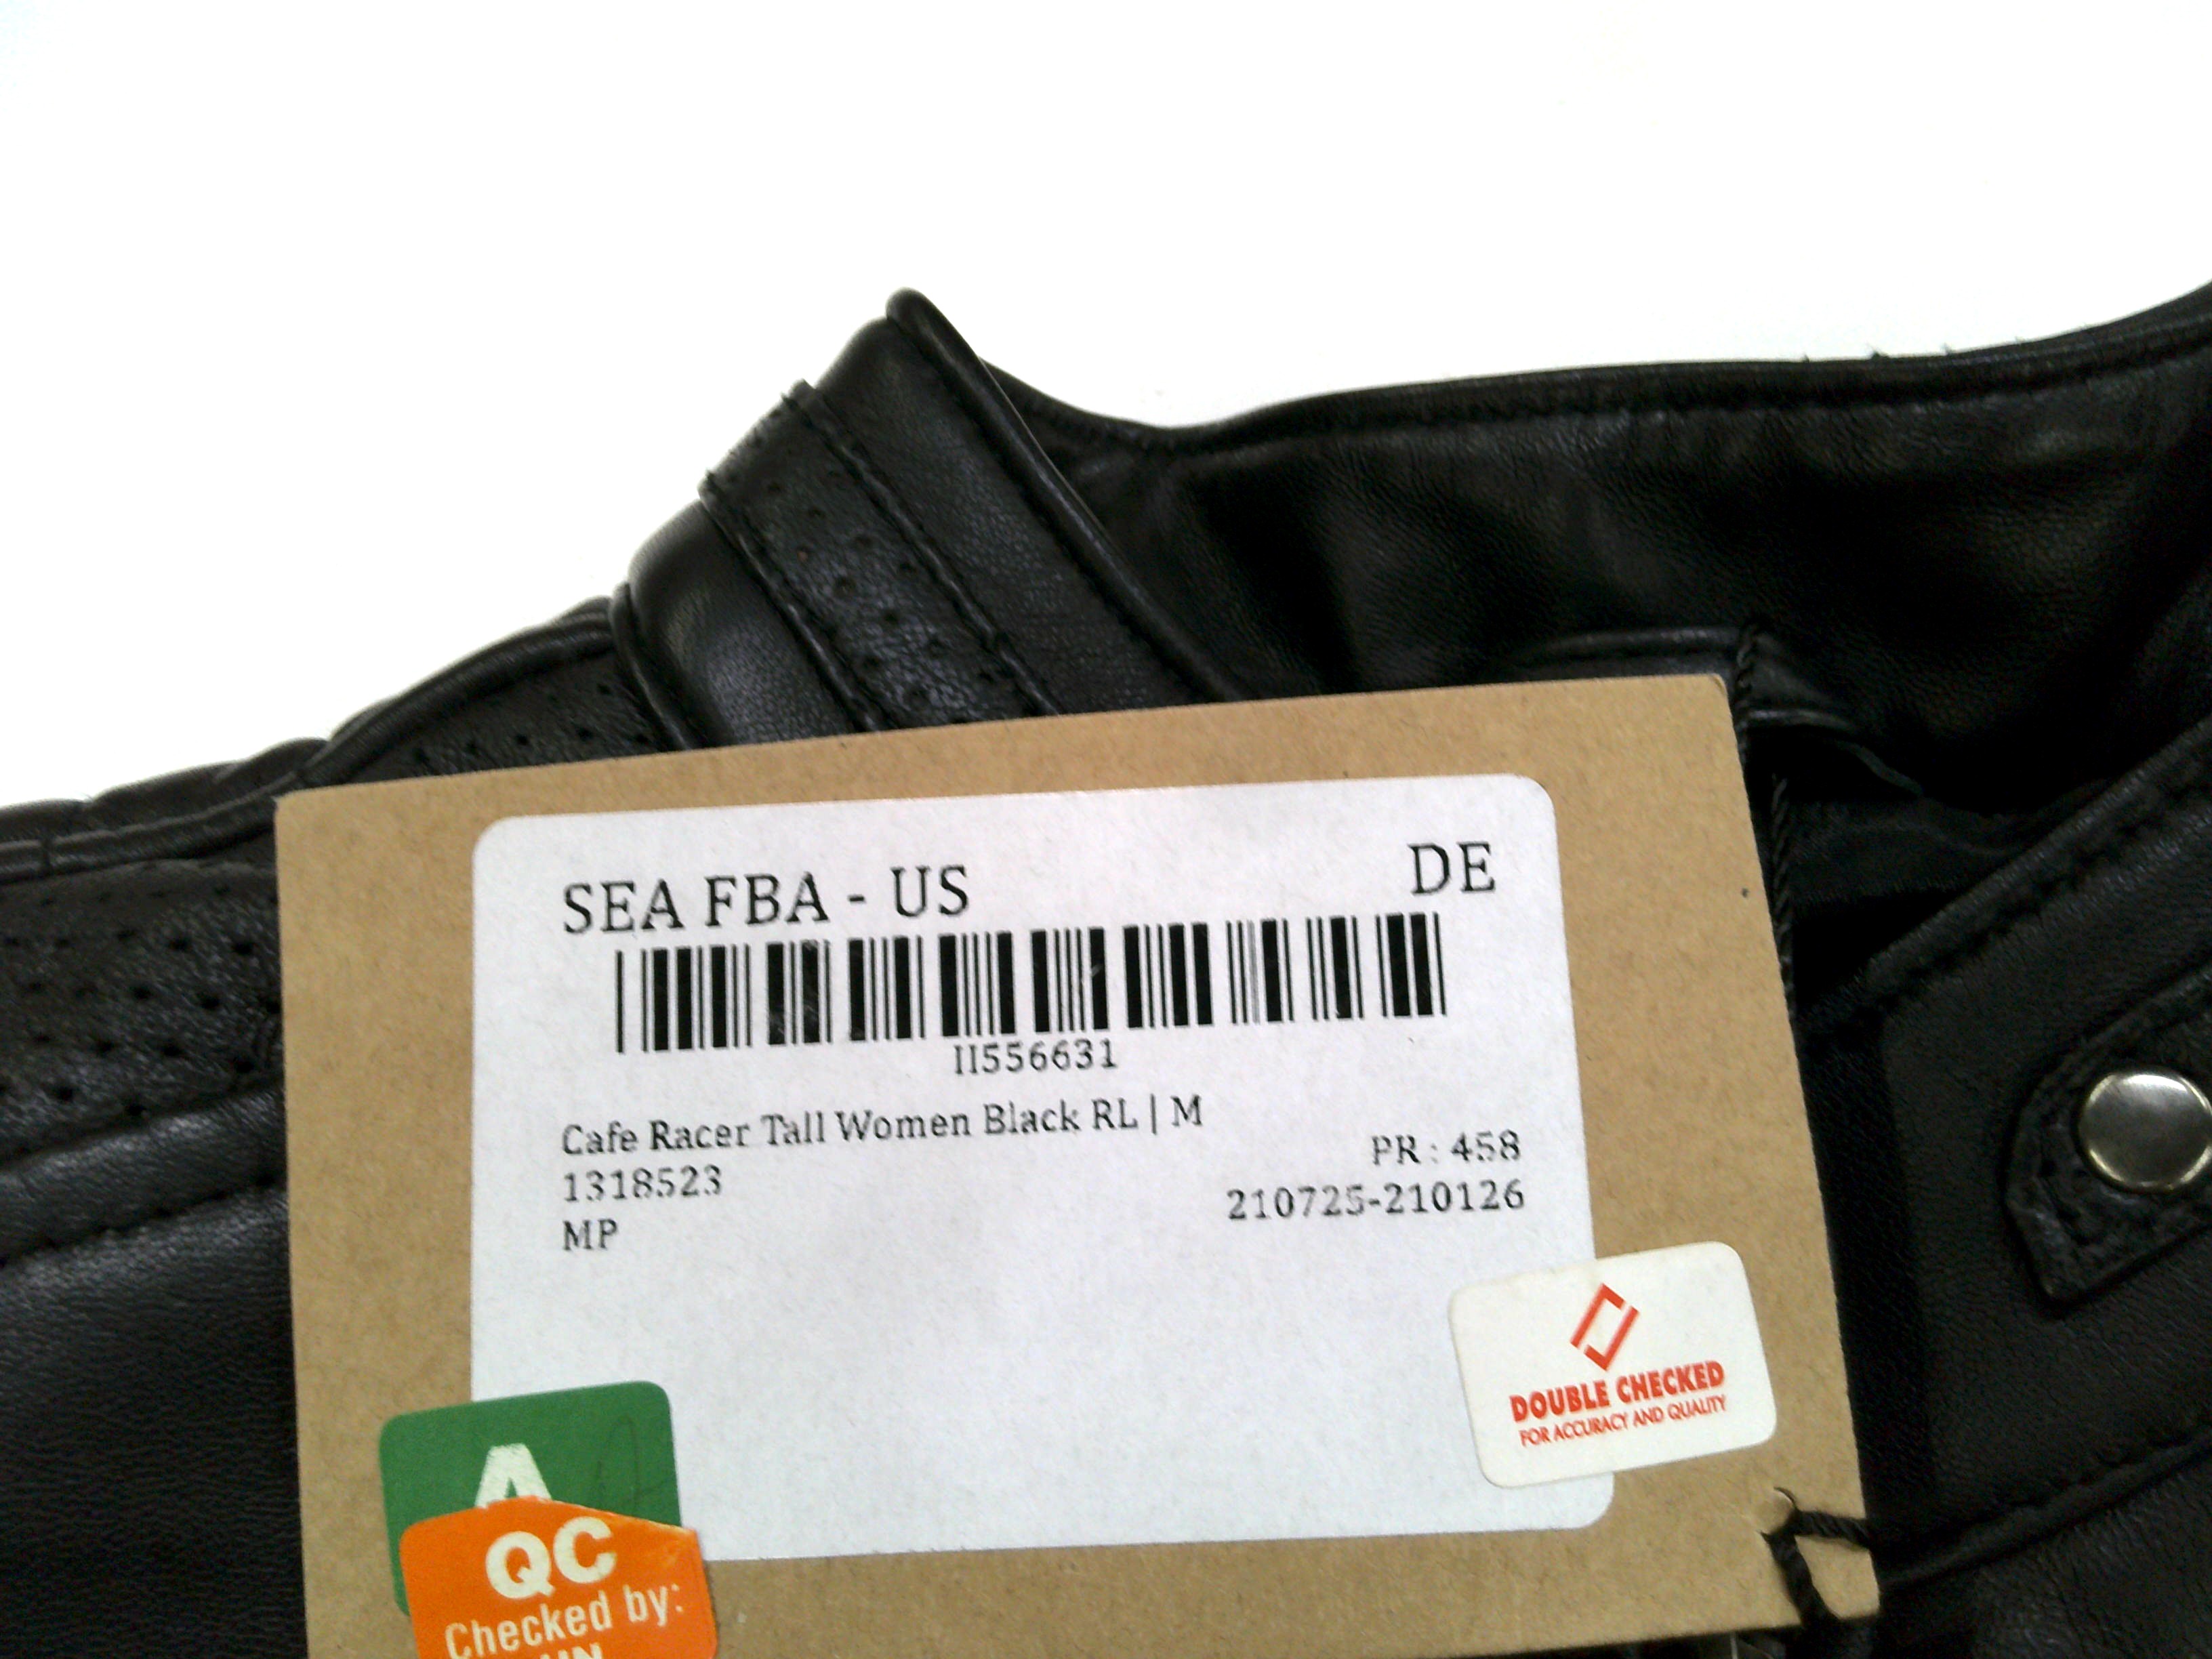 SEA FBA - US DE
II556631
Cafe Racer Tall Women Black RL | M
PR : 458
1318523
210725-210126
MP
DOUBLE CHECKED
FOR ACCURACY AND QUALITY
A
QC
Checked by: